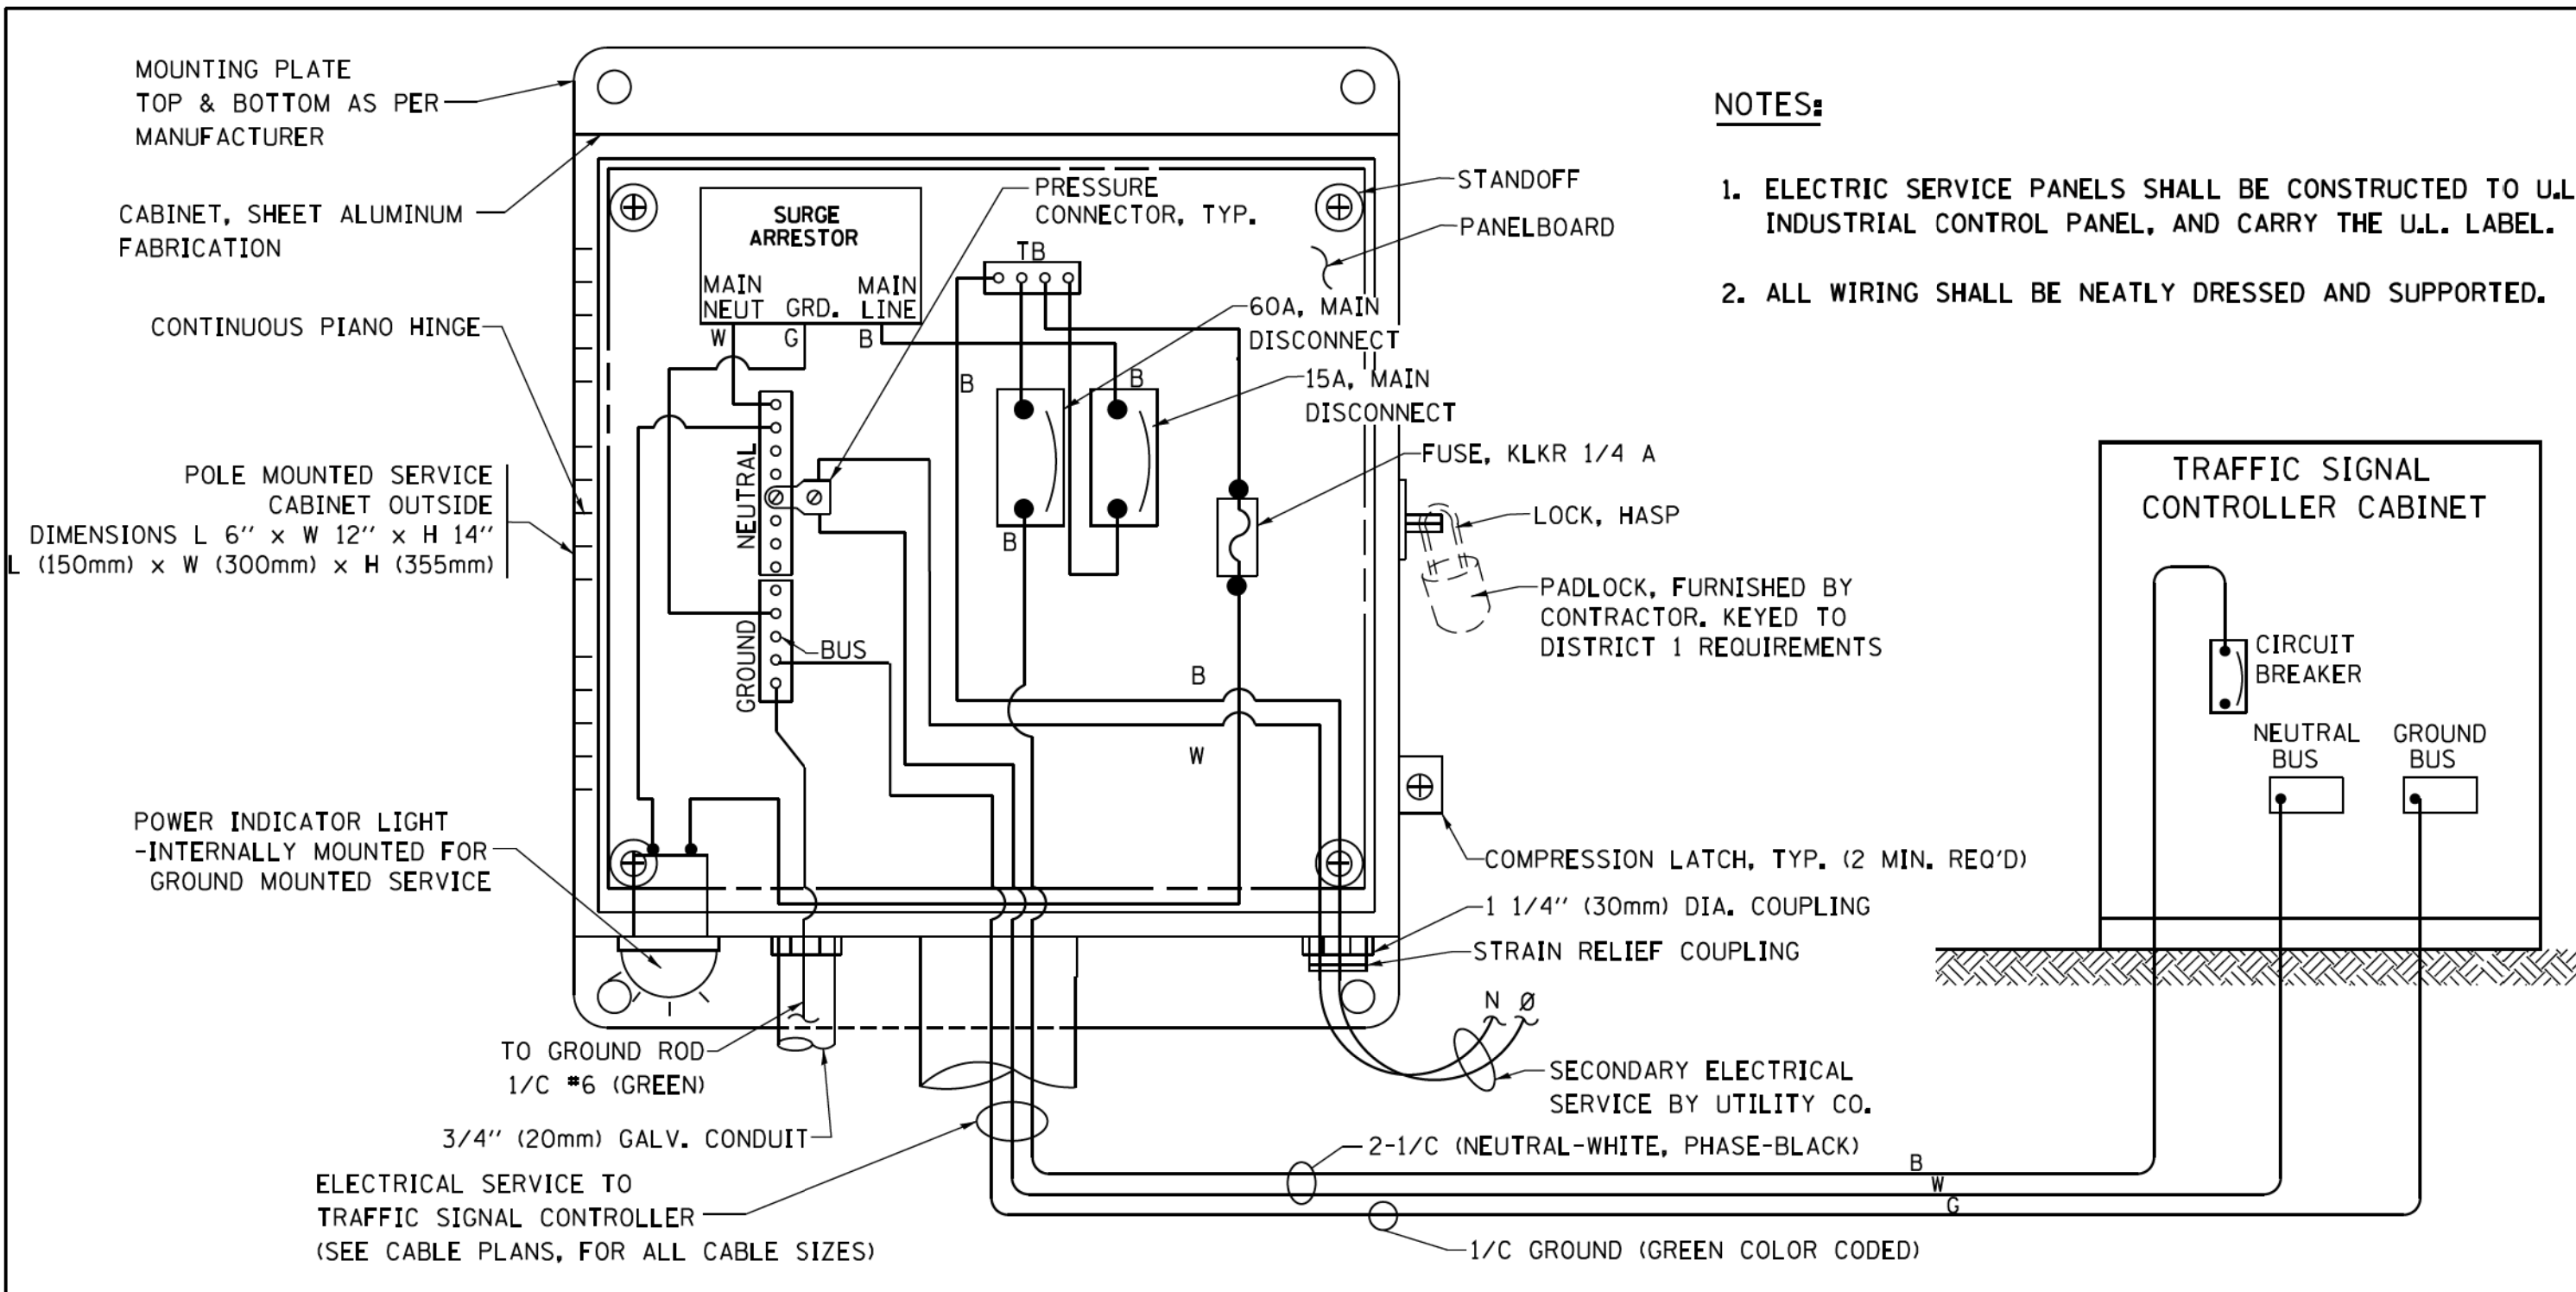 MOUNTING PLATE
TOP & BOTTOM AS PER
MANUFACTURER
CABINET, SHEET ALUMINUM
FABRICATION
CONTINUOUS PIANO HINGE
POLE MOUNTED SERVICE
CABINET OUTSIDE
DIMENSIONS L 6'' x W 12'' x H 14''
L (150mm) x W (300mm) x H (355mm)
POWER INDICATOR LIGHT
-INTERNALLY MOUNTED FOR
GROUND MOUNTED SERVICE
SURGE
ARRESTOR
MAIN
NEUT
GRD.
MAIN
LINE
W
G
B
PRESSURE
CONNECTOR, TYP.
TB
STANDOFF
PANELBOARD
60A, MAIN
DISCONNECT
15A, MAIN
DISCONNECT
B
B
B
NEUTRAL
GROUND
BUS
FUSE, KLKR 1/4 A
LOCK, HASP
PADLOCK, FURNISHED BY
CONTRACTOR. KEYED TO
DISTRICT 1 REQUIREMENTS
B
W
COMPRESSION LATCH, TYP. (2 MIN. REQ'D)
1 1/4'' (30mm) DIA. COUPLING
STRAIN RELIEF COUPLING
N Ø
SECONDARY ELECTRICAL
SERVICE BY UTILITY CO.
TO GROUND ROD
1/C #6 (GREEN)
3/4'' (20mm) GALV. CONDUIT
ELECTRICAL SERVICE TO
TRAFFIC SIGNAL CONTROLLER
(SEE CABLE PLANS, FOR ALL CABLE SIZES)
2-1/C (NEUTRAL-WHITE, PHASE-BLACK)
B
W
G
1/C GROUND (GREEN COLOR CODED)
NOTES:
1. ELECTRIC SERVICE PANELS SHALL BE CONSTRUCTED TO U.L
INDUSTRIAL CONTROL PANEL, AND CARRY THE U.L. LABEL.
2. ALL WIRING SHALL BE NEATLY DRESSED AND SUPPORTED.
TRAFFIC SIGNAL
CONTROLLER CABINET
CIRCUIT
BREAKER
NEUTRAL
BUS
GROUND
BUS